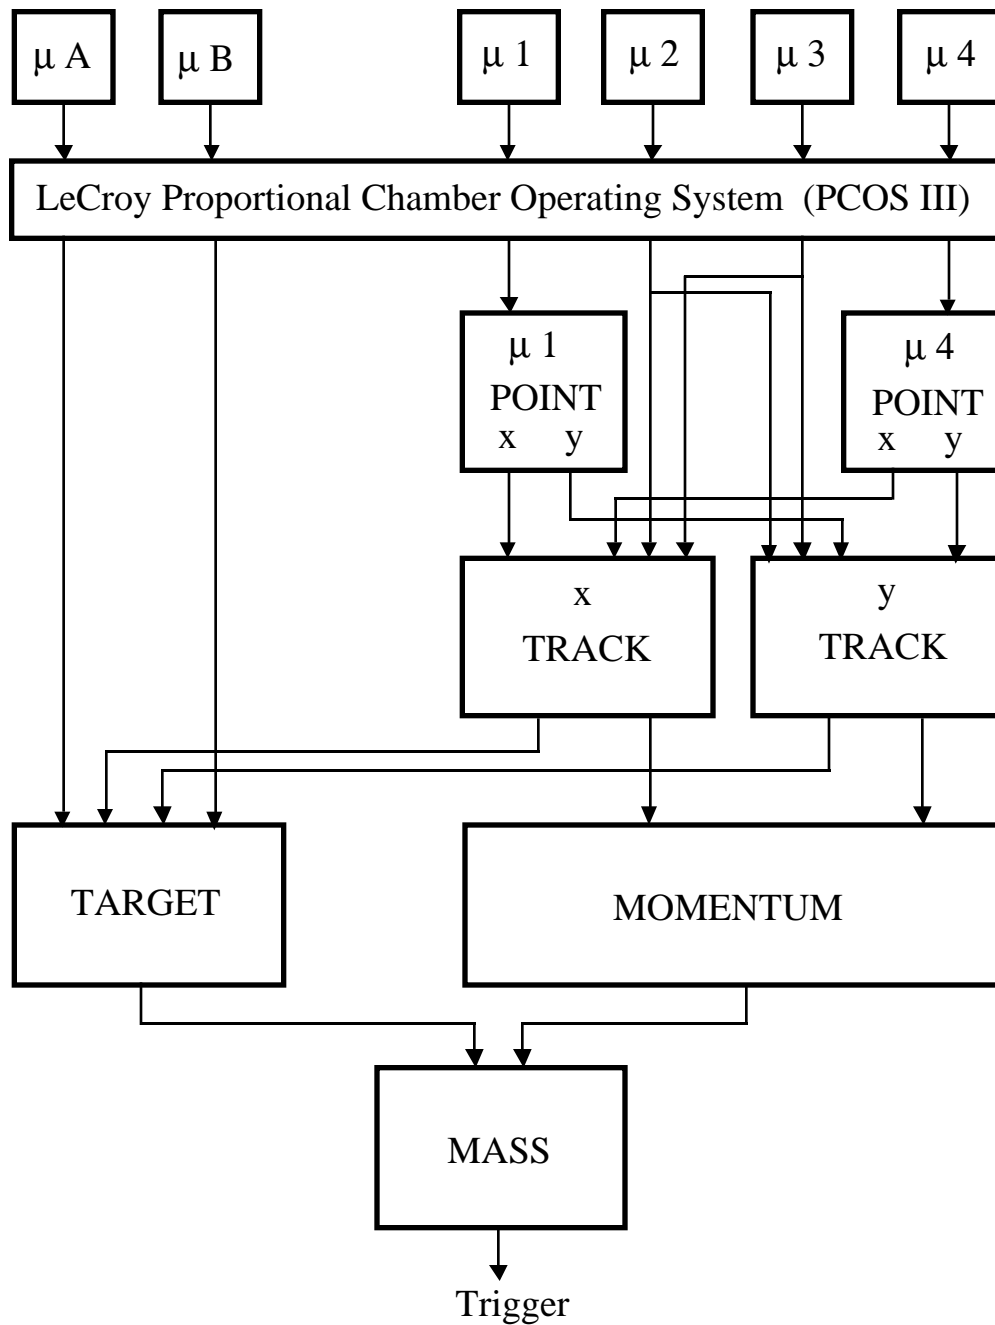 μ A
μ B
μ 1
μ 2
μ 3
μ 4
LeCroy Proportional Chamber Operating System (PCOS III)
μ 1
POINT
x y
μ 4
POINT
x y
x
TRACK
y
TRACK
TARGET
MOMENTUM
MASS
Trigger